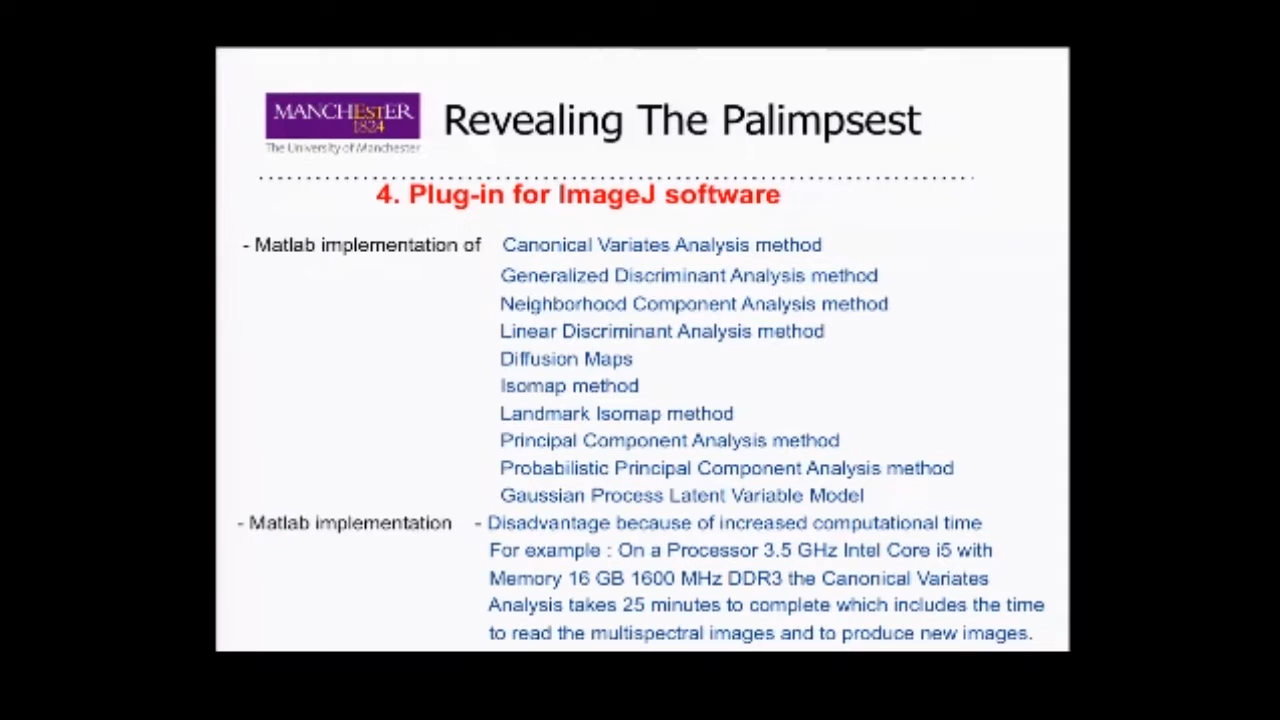 MANCHEsTER
1824
The University of Manchester
Revealing The Palimpsest
4. Plug-in for ImageJ software
- Matlab implementation of Canonical Variates Analysis method
Generalized Discriminant Analysis method
Neighborhood Component Analysis method
Linear Discriminant Analysis method
Diffusion Maps
Isomap method
Landmark Isomap method
Principal Component Analysis method
Probabilistic Principal Component Analysis method
Gaussian Process Latent Variable Model
- Matlab implementation - Disadvantage because of increased computational time
For example : On a Processor 3.5 GHz Intel Core i5 with
Memory 16 GB 1600 MHz DDR3 the Canonical Variates
Analysis takes 25 minutes to complete which includes the time
to read the multispectral images and to produce new images.